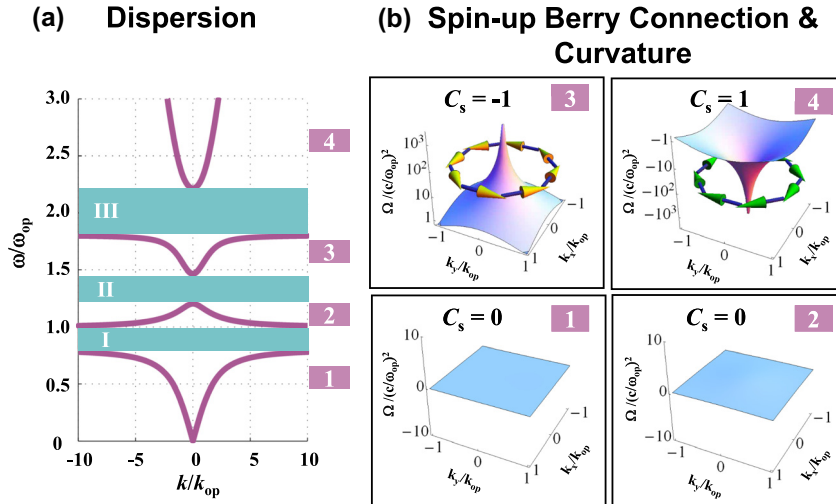 (a) Dispersion
3.0
2.5
2.0
1.5
1.0
0.5
0
ω/ω_op
-10 -5 0 5 10
k/k_op
III
II
I
4
3
2
1
(b) Spin-up Berry Connection &
Curvature
C_s = -1 3
Ω /(c/ω_op)^2
10^3
10^2
10
1
-1 0 1
k_y/k_op
-1
0
1
k_x/k_op
C_s = 1 4
Ω /(c/ω_op)^2
-1
-10
-10^2
-10^3
-1 0 1
k_y/k_op
-1
0
1
k_x/k_op
C_s = 0 1
Ω /(c/ω_op)^2
10
0
-10
-1 0 1
k_y/k_op
-1
0
1
k_x/k_op
C_s = 0 2
Ω /(c/ω_op)^2
10
0
-10
-1 0 1
k_y/k_op
-1
0
1
k_x/k_op